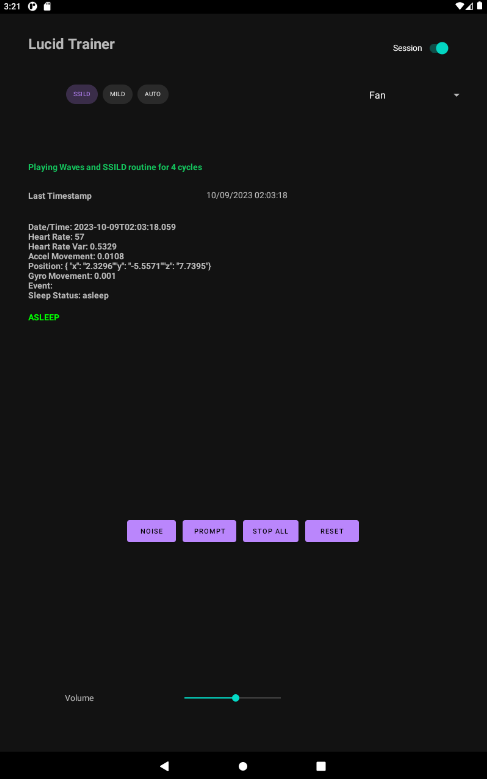 3:21
Lucid Trainer
Session
SSILD MILD AUTO
Fan
Playing Waves and SSILD routine for 4 cycles
Last Timestamp 10/09/2023 02:03:18
Date/Time: 2023-10-09T02:03:18.059
Heart Rate: 57
Heart Rate Var: 0.5329
Accel Movement: 0.0108
Position: { "x": "2.3296""y": "-5.5571""z": "7.7395"}
Gyro Movement: 0.001
Event:
Sleep Status: asleep
ASLEEP
NOISE PROMPT STOP ALL RESET
Volume